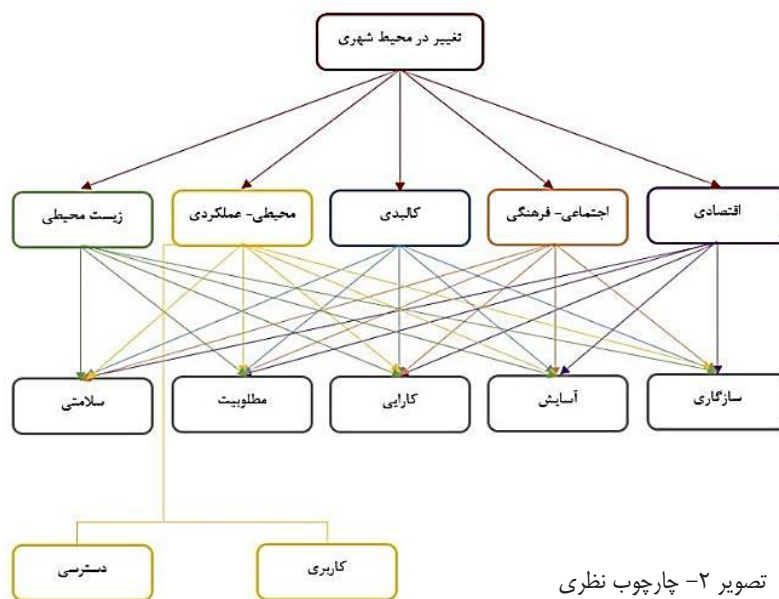 تغییر در محیط شهری
اقتصادی
اجتماعی- فرهنگی
کالبدی
محیطی- عملکردی
زیست محیطی
سازگاری
آسایش
کارایی
مطلوبیت
سلامتی
کاربری
دسترسی
تصویر ۲- چارچوب نظری